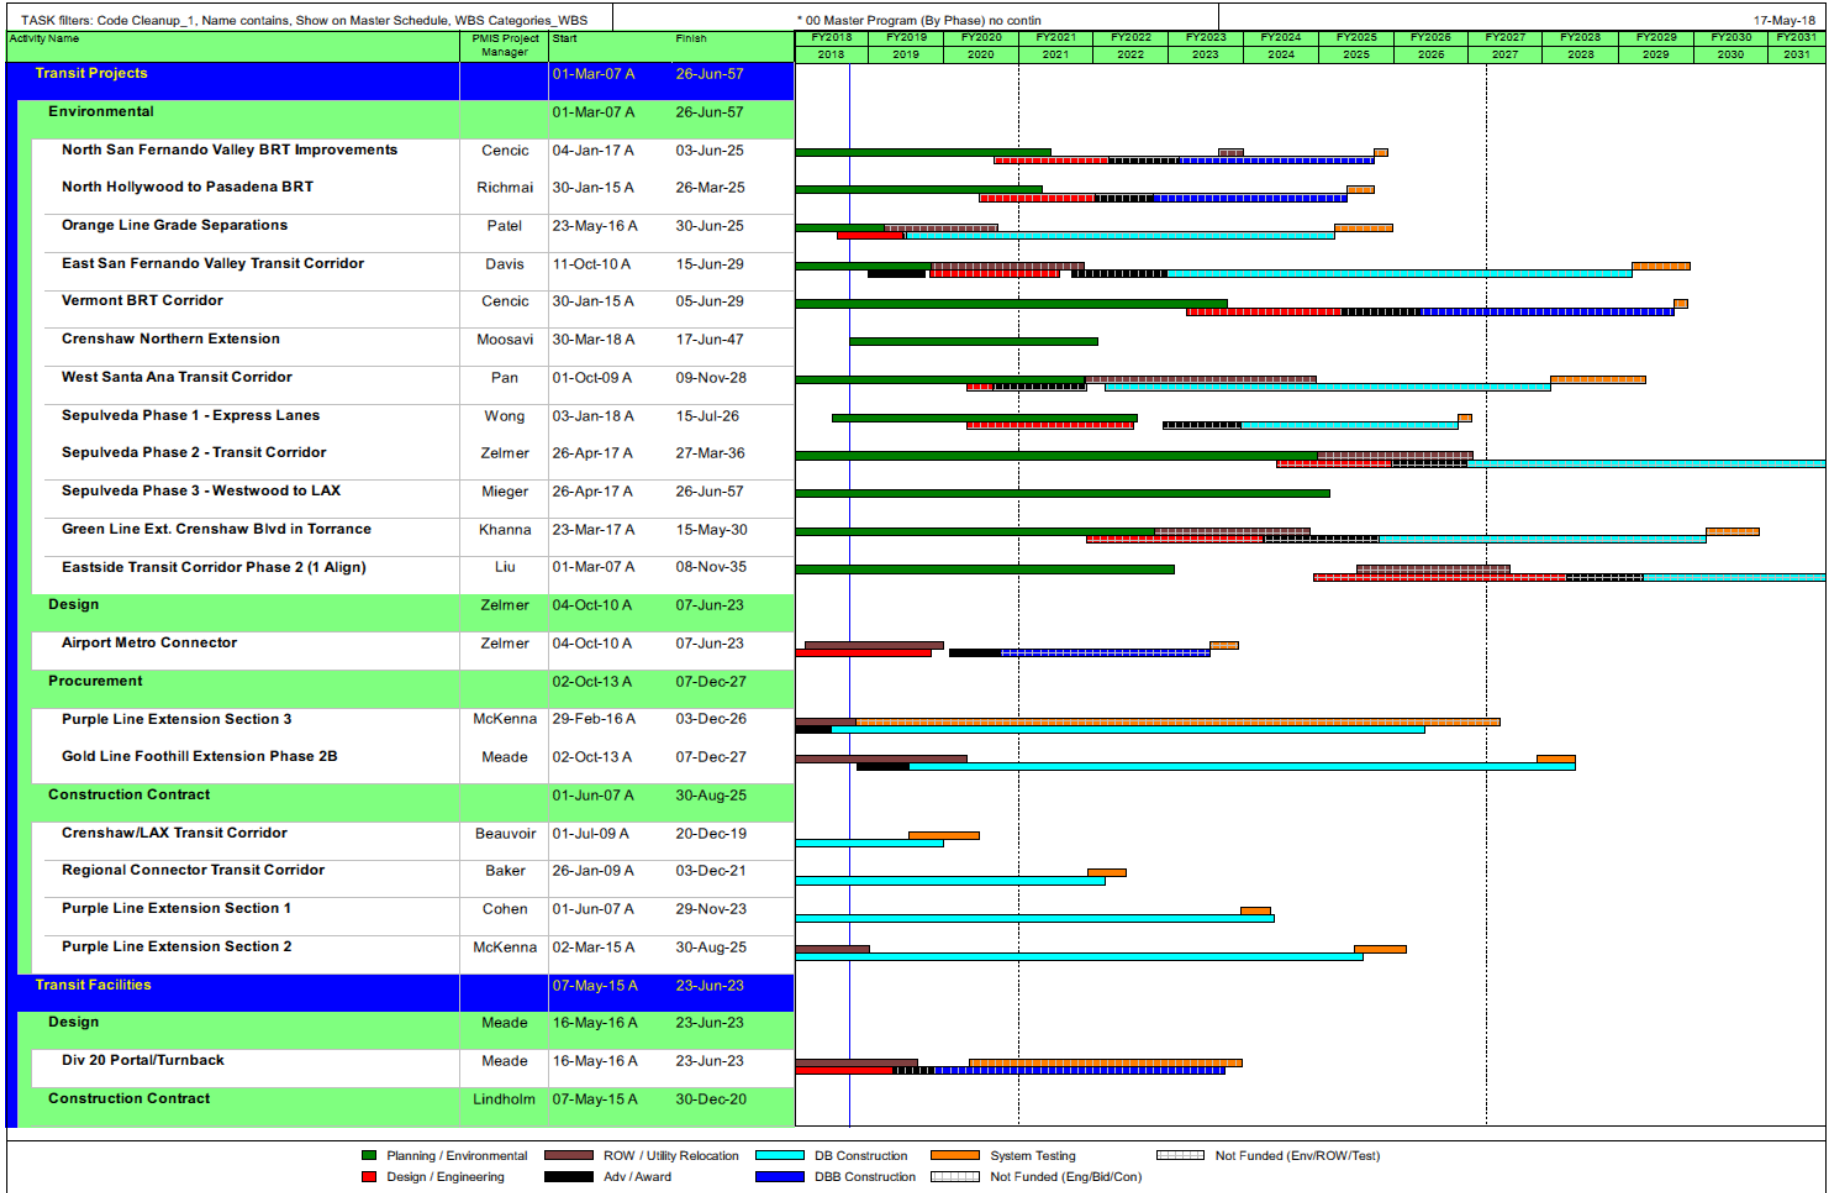 TASK filters: Code Cleanup_1, Name contains, Show on Master Schedule, WBS Categories_WBS
* 00 Master Program (By Phase) no contin
17-May-18
Activity Name PMIS Project Manager Start Finish
FY2018 FY2019 FY2020 FY2021 FY2022 FY2023 FY2024 FY2025 FY2026 FY2027 FY2028 FY2029 FY2030 FY2031
2018 2019 2020 2021 2022 2023 2024 2025 2026 2027 2028 2029 2030 2031
Transit Projects 01-Mar-07 A 26-Jun-57
Environmental 01-Mar-07 A 26-Jun-57
North San Fernando Valley BRT Improvements Cencic 04-Jan-17 A 03-Jun-25
North Hollywood to Pasadena BRT Richmai 30-Jan-15 A 26-Mar-25
Orange Line Grade Separations Patel 23-May-16 A 30-Jun-25
East San Fernando Valley Transit Corridor Davis 11-Oct-10 A 15-Jun-29
Vermont BRT Corridor Cencic 30-Jan-15 A 05-Jun-29
Crenshaw Northern Extension Moosavi 30-Mar-18 A 17-Jun-47
West Santa Ana Transit Corridor Pan 01-Oct-09 A 09-Nov-28
Sepulveda Phase 1 - Express Lanes Wong 03-Jan-18 A 15-Jul-26
Sepulveda Phase 2 - Transit Corridor Zelmer 26-Apr-17 A 27-Mar-36
Sepulveda Phase 3 - Westwood to LAX Mieger 26-Apr-17 A 26-Jun-57
Green Line Ext. Crenshaw Blvd in Torrance Khanna 23-Mar-17 A 15-May-30
Eastside Transit Corridor Phase 2 (1 Align) Liu 01-Mar-07 A 08-Nov-35
Design Zelmer 04-Oct-10 A 07-Jun-23
Airport Metro Connector Zelmer 04-Oct-10 A 07-Jun-23
Procurement 02-Oct-13 A 07-Dec-27
Purple Line Extension Section 3 McKenna 29-Feb-16 A 03-Dec-26
Gold Line Foothill Extension Phase 2B Meade 02-Oct-13 A 07-Dec-27
Construction Contract 01-Jun-07 A 30-Aug-25
Crenshaw/LAX Transit Corridor Beauvoir 01-Jul-09 A 20-Dec-19
Regional Connector Transit Corridor Baker 26-Jan-09 A 03-Dec-21
Purple Line Extension Section 1 Cohen 01-Jun-07 A 29-Nov-23
Purple Line Extension Section 2 McKenna 02-Mar-15 A 30-Aug-25
Transit Facilities 07-May-15 A 23-Jun-23
Design Meade 16-May-16 A 23-Jun-23
Div 20 Portal/Turnback Meade 16-May-16 A 23-Jun-23
Construction Contract Lindholm 07-May-15 A 30-Dec-20
Planning / Environmental ROW / Utility Relocation DB Construction System Testing Not Funded (Env/ROW/Test)
Design / Engineering Adv / Award DBB Construction Not Funded (Eng/Bid/Con)